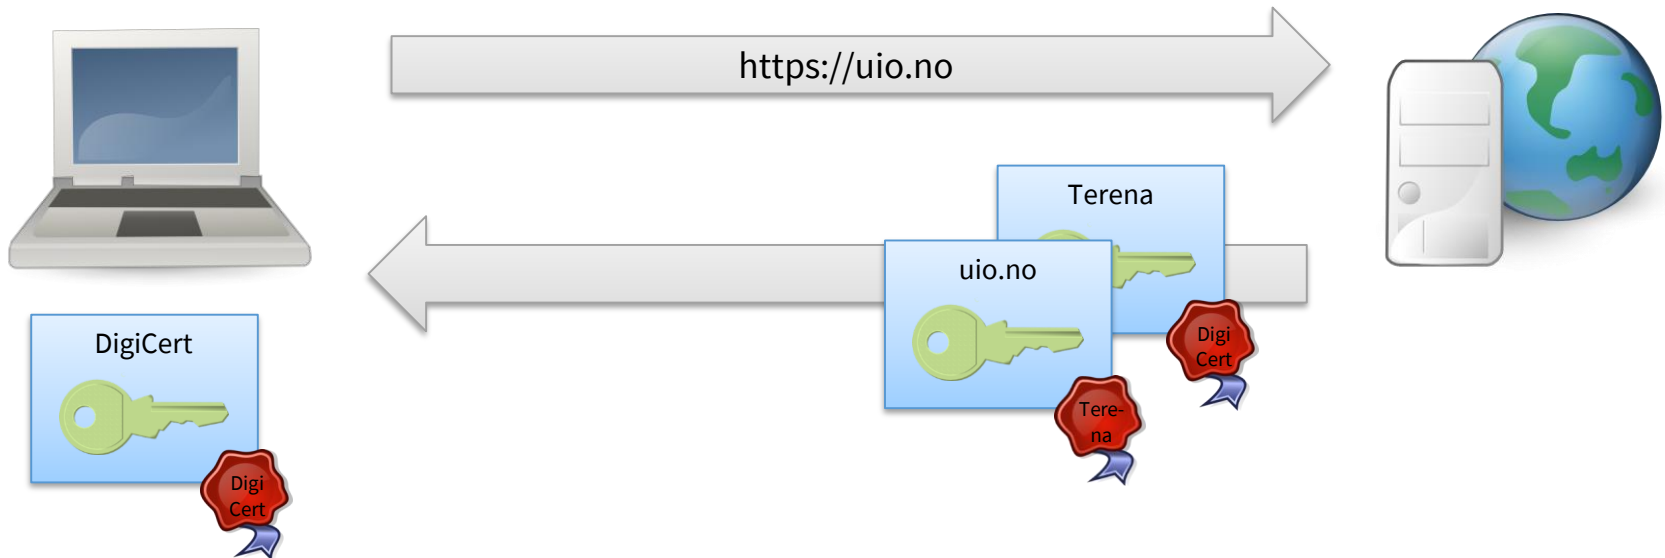 https://uio.no
Terena
uio.no
Digi
Cert
Tere-
na
DigiCert
Digi
Cert